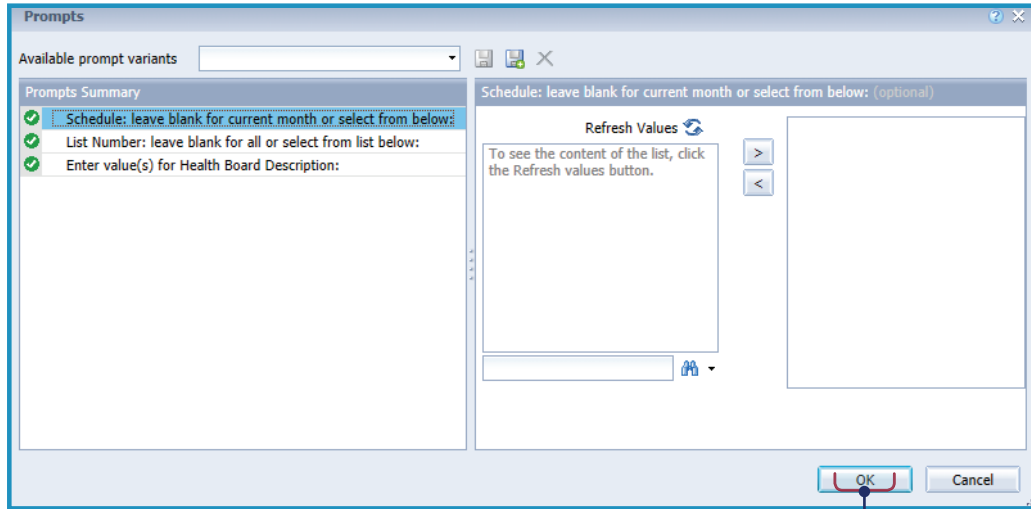 Prompts
Available prompt variants
Prompts Summary
Schedule: leave blank for current month or select from below:
List Number: leave blank for all or select from list below:
Enter value(s) for Health Board Description:
Schedule: leave blank for current month or select from below: (optional)
Refresh Values
To see the content of the list, click
the Refresh values button.
>
<
OK
Cancel